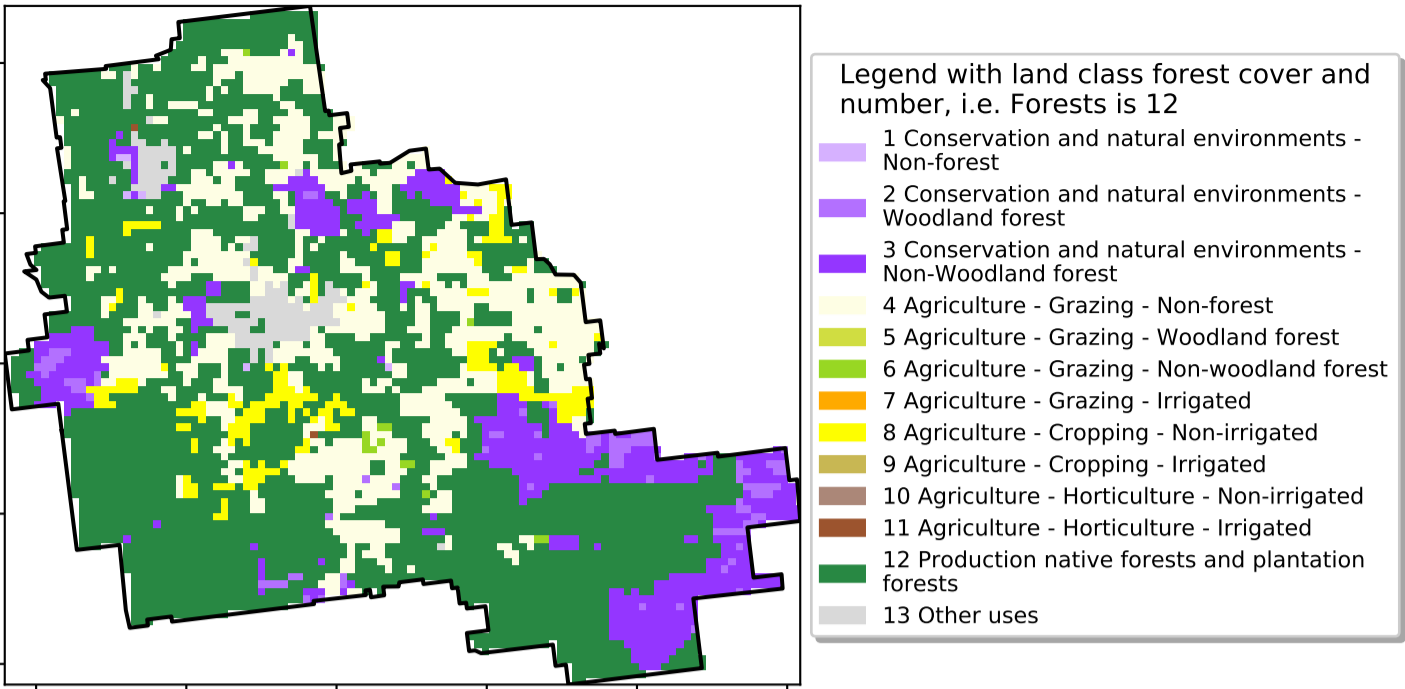 Legend with land class forest cover and
number, i.e. Forests is 12
1 Conservation and natural environments -
Non-forest
2 Conservation and natural environments -
Woodland forest
3 Conservation and natural environments -
Non-Woodland forest
4 Agriculture - Grazing - Non-forest
5 Agriculture - Grazing - Woodland forest
6 Agriculture - Grazing - Non-woodland forest
7 Agriculture - Grazing - Irrigated
8 Agriculture - Cropping - Non-irrigated
9 Agriculture - Cropping - Irrigated
10 Agriculture - Horticulture - Non-irrigated
11 Agriculture - Horticulture - Irrigated
12 Production native forests and plantation
forests
13 Other uses